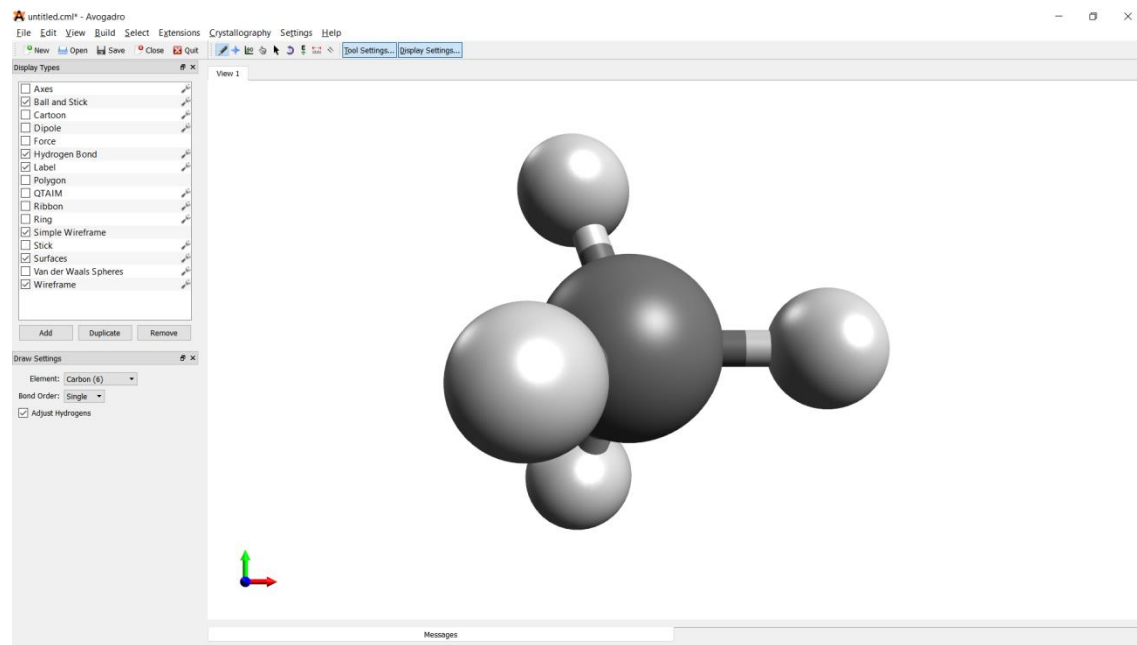 untitled.cml* - Avogadro
File Edit View Build Select Extensions Crystallography Settings Help
New Open Save Close Quit Tool Settings... Display Settings...
Display Types
View 1
Axes
Ball and Stick
Cartoon
Dipole
Force
Hydrogen Bond
Label
Polygon
QTAIM
Ribbon
Ring
Simple Wireframe
Stick
Surfaces
Van der Waals Spheres
Wireframe
Add Duplicate Remove
Draw Settings
Element: Carbon (6)
Bond Order: Single
Adjust Hydrogens
Messages